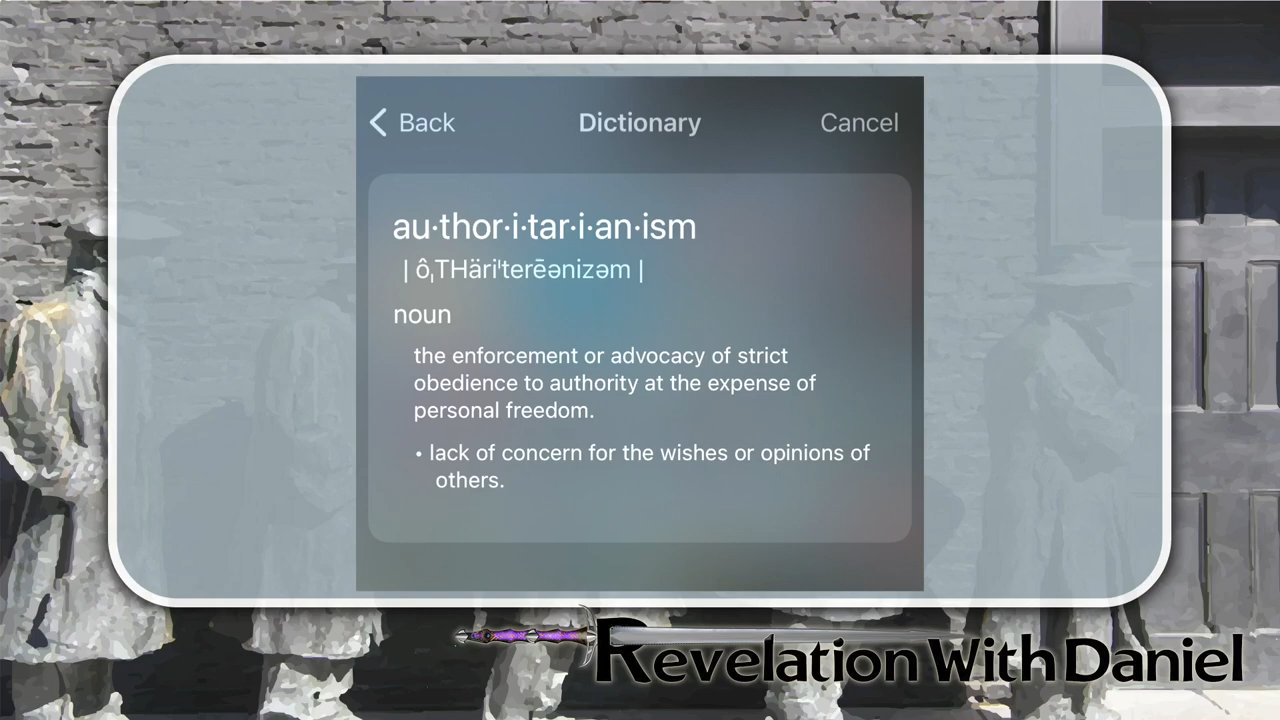 Back Dictionary Cancel
au·thor·i·tar·i·an·ism
| ô͵THäriˈterēənizəm |
noun
the enforcement or advocacy of strict
obedience to authority at the expense of
personal freedom.
• lack of concern for the wishes or opinions of
others.
Revelation With Daniel